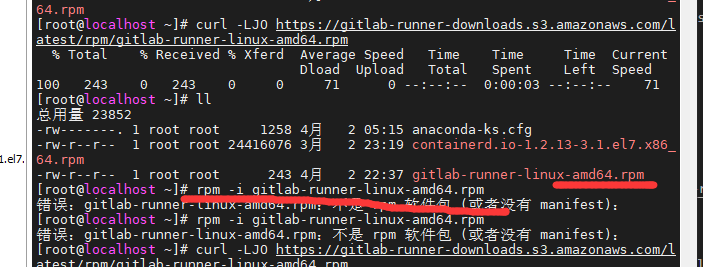 64.rpm
[root@localhost ~]# curl -LJO https://gitlab-runner-downloads.s3.amazonaws.com/l
atest/rpm/gitlab-runner-linux-amd64.rpm
% Total % Received % Xferd Average Speed Time Time Time Current
Dload Upload Total Spent Left Speed
100 243 0 243 0 0 71 0 --:--:-- 0:00:03 --:--:-- 71
[root@localhost ~]# ll
总用量 23852
-rw-------. 1 root root 1258 4月 2 05:15 anaconda-ks.cfg
-rw-r--r-- 1 root root 24416076 3月 2 23:19 containerd.io-1.2.13-3.1.el7.x86_
1.el7.
64.rpm
-rw-r--r-- 1 root root 243 4月 2 22:37 gitlab-runner-linux-amd64.rpm
[root@localhost ~]# rpm -i gitlab-runner-linux-amd64.rpm
错误：gitlab-runner-linux-amd64.rpm：不是 rpm 软件包 (或者没有 manifest)：
[root@localhost ~]# rpm -i gitlab-runner-linux-amd64.rpm
错误：gitlab-runner-linux-amd64.rpm：不是 rpm 软件包 (或者没有 manifest)：
[root@localhost ~]# curl -LJO https://gitlab-runner-downloads.s3.amazonaws.com/l
atest/rpm/gitlab-runner-linux-amd64.rpm